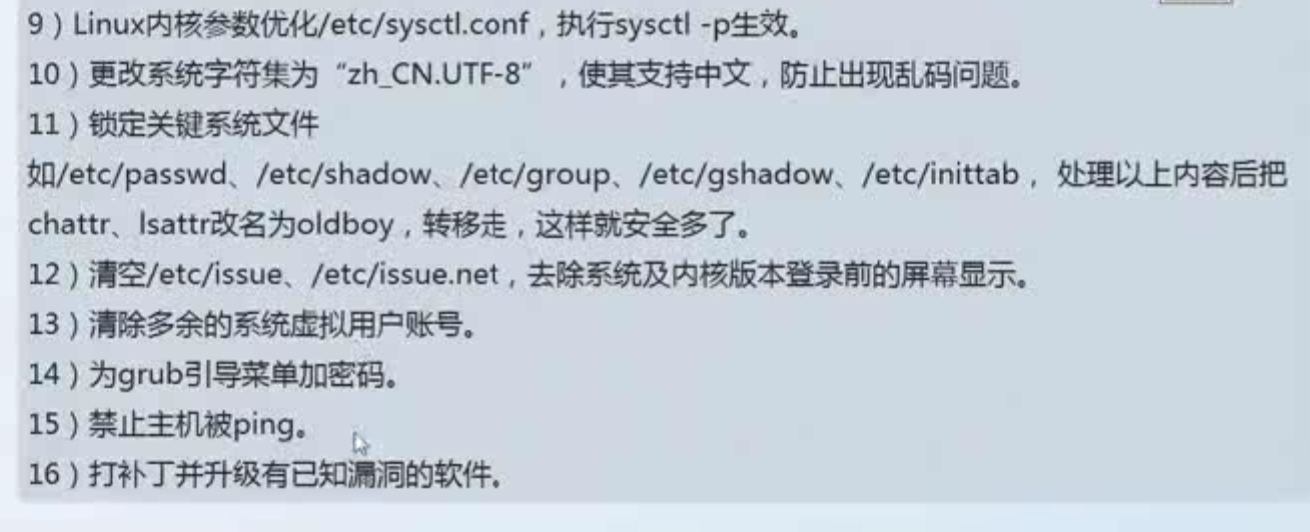 9）Linux内核参数优化/etc/sysctl.conf，执行sysctl -p生效。
10）更改系统字符集为“zh_CN.UTF-8”，使其支持中文，防止出现乱码问题。
11）锁定关键系统文件
如/etc/passwd、/etc/shadow、/etc/group、/etc/gshadow、/etc/inittab， 处理以上内容后把
chattr、lsattr改名为oldboy，转移走，这样就安全多了。
12）清空/etc/issue、/etc/issue.net，去除系统及内核版本登录前的屏幕显示。
13）清除多余的系统虚拟用户账号。
14）为grub引导菜单加密码。
15）禁止主机被ping。
16）打补丁并升级有已知漏洞的软件。